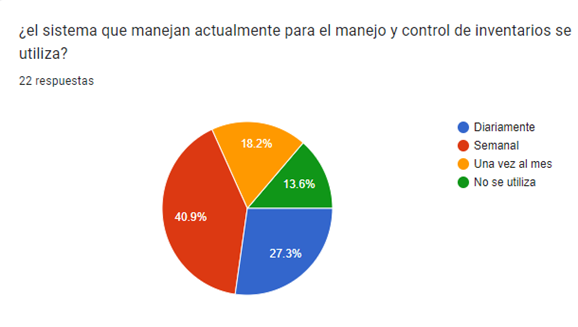 ¿el sistema que manejan actualmente para el manejo y control de inventarios se
utiliza?
22 respuestas
Diariamente
Semanal
Una vez al mes
No se utiliza
18.2%
13.6%
40.9%
27.3%